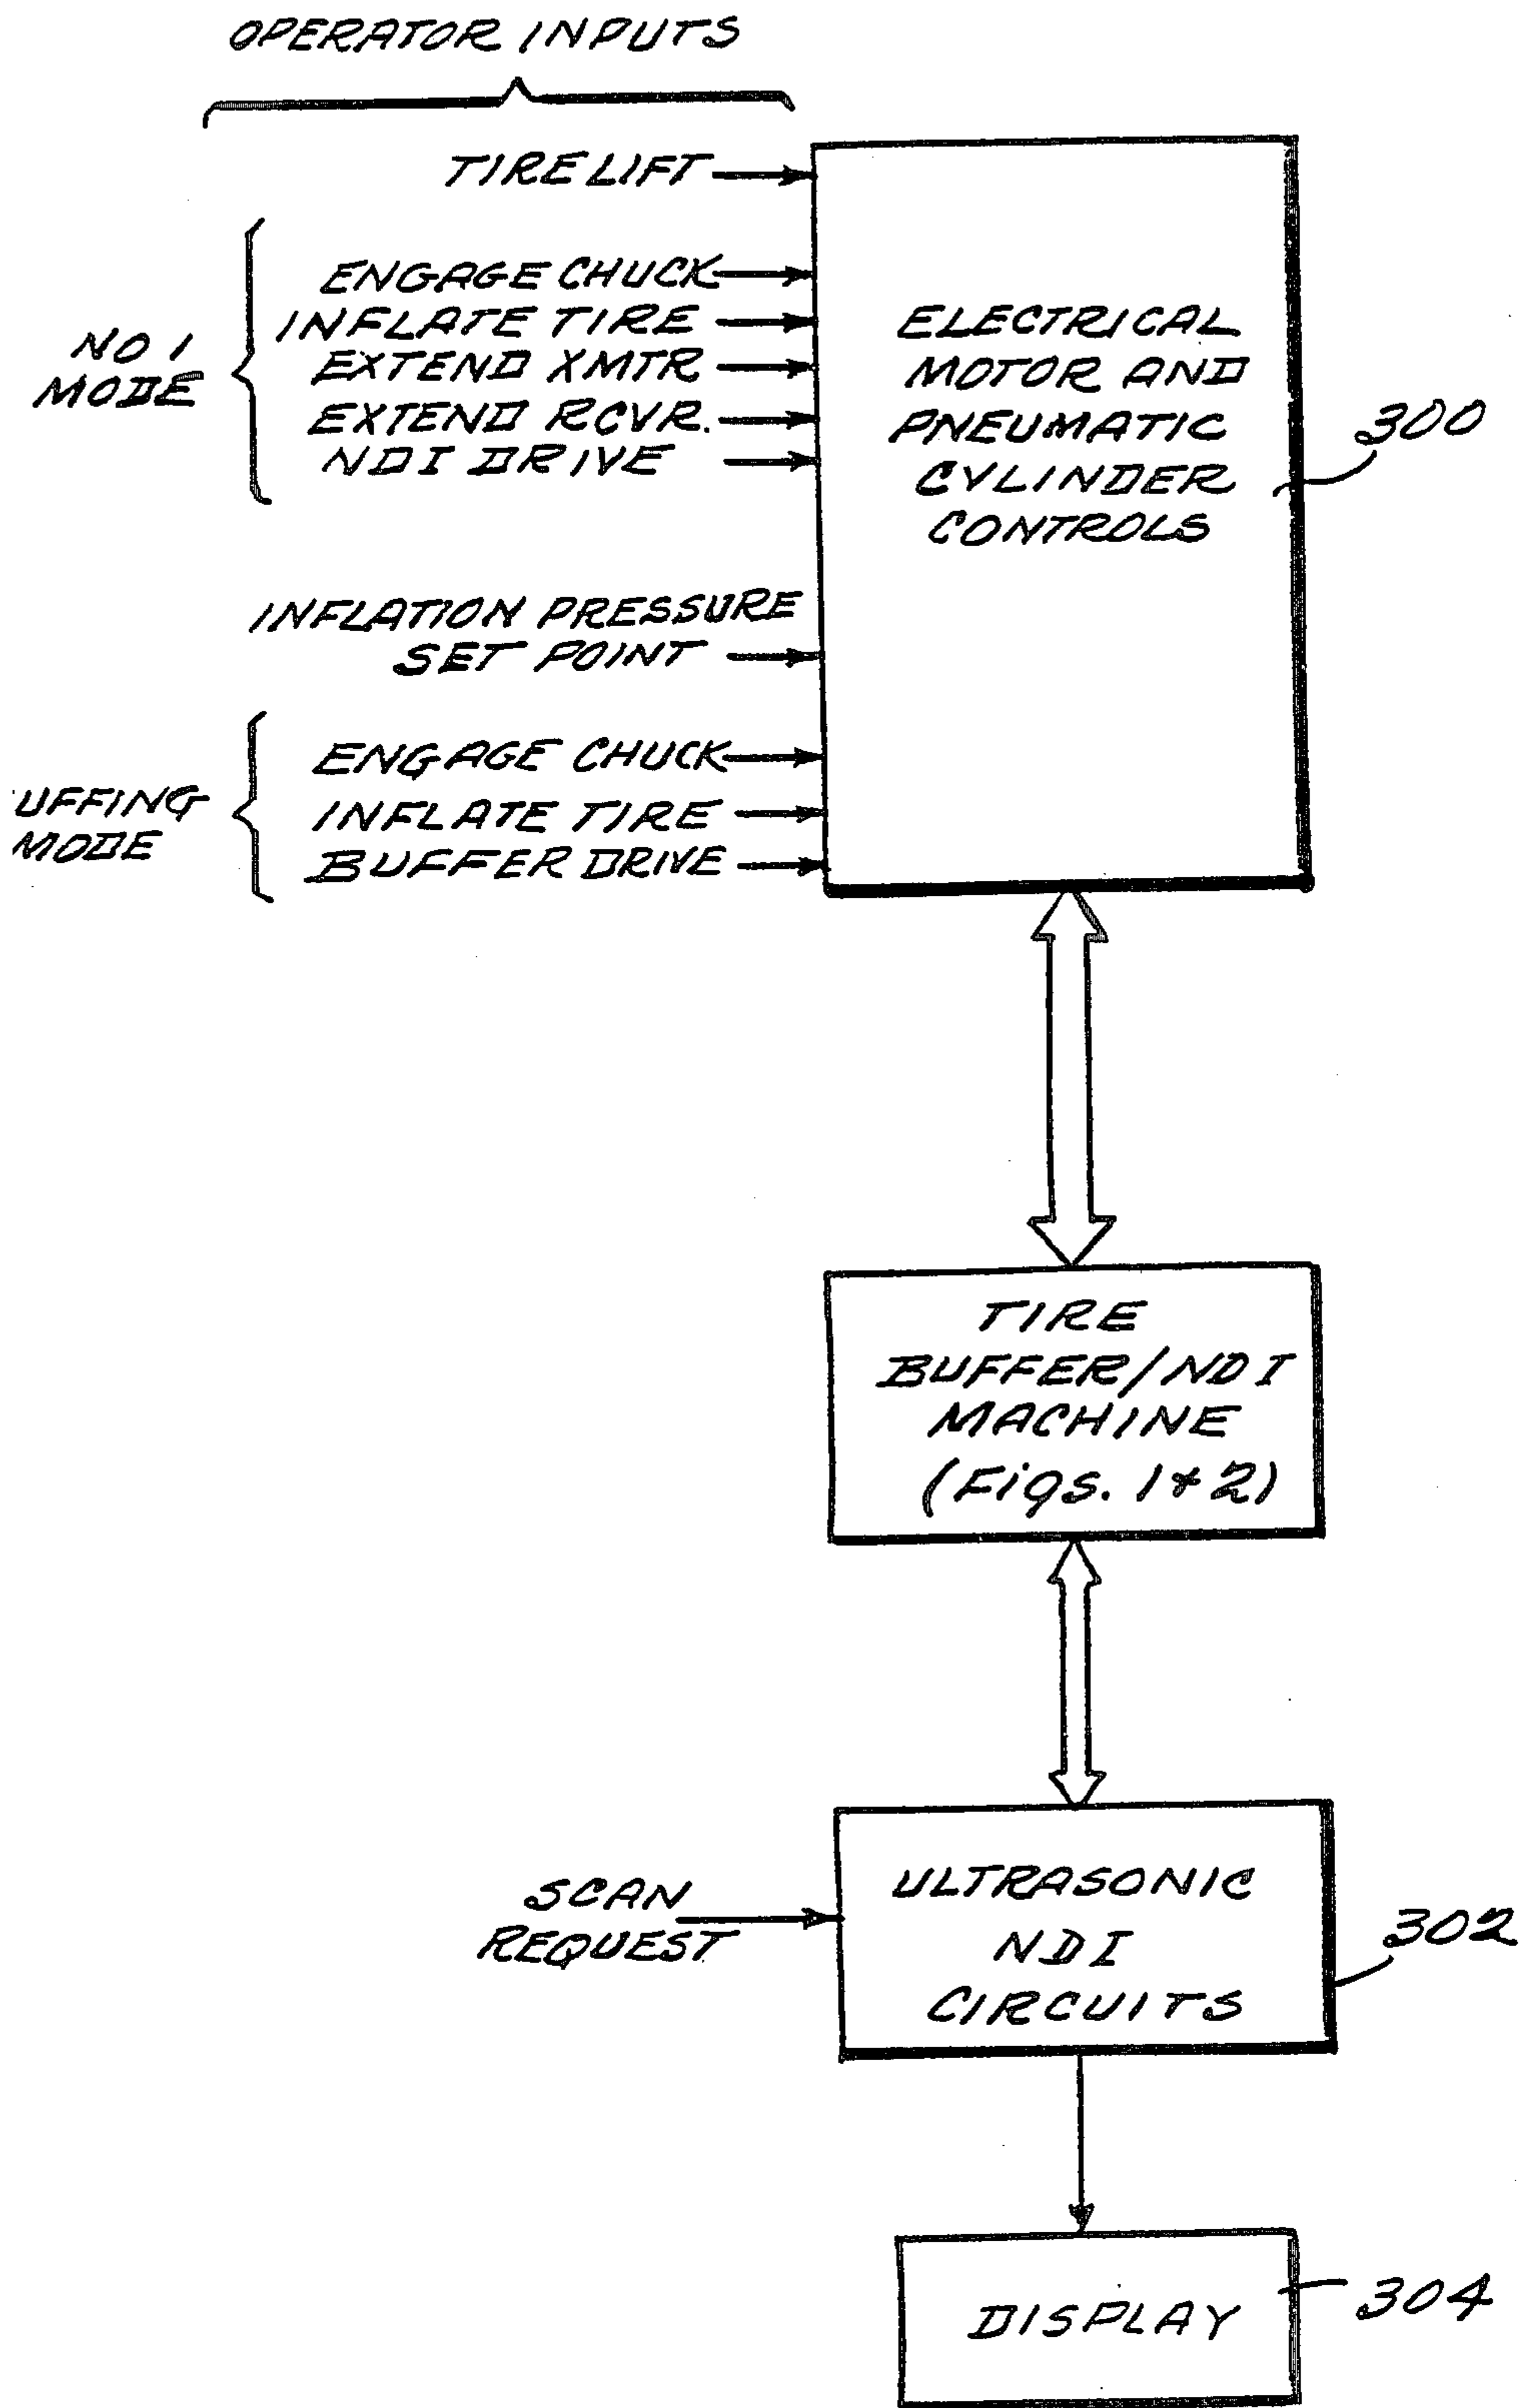 OPERATOR INPUTS
TIRE LIFT
NO I
MODE
ENGAGE CHUCK
INFLATE TIRE
EXTEND XMTR
EXTEND RCVR.
NDI DRIVE
ELECTRICAL
MOTOR AND
PNEUMATIC
CYLINDER
CONTROLS
300
INFLATION PRESSURE
SET POINT
UFFING
MODE
ENGAGE CHUCK
INFLATE TIRE
BUFFER DRIVE
TIRE
BUFFER/NDI
MACHINE
(Figs. 1 & 2)
SCAN
REQUEST
ULTRASONIC
NDI
CIRCUITS
302
DISPLAY
304